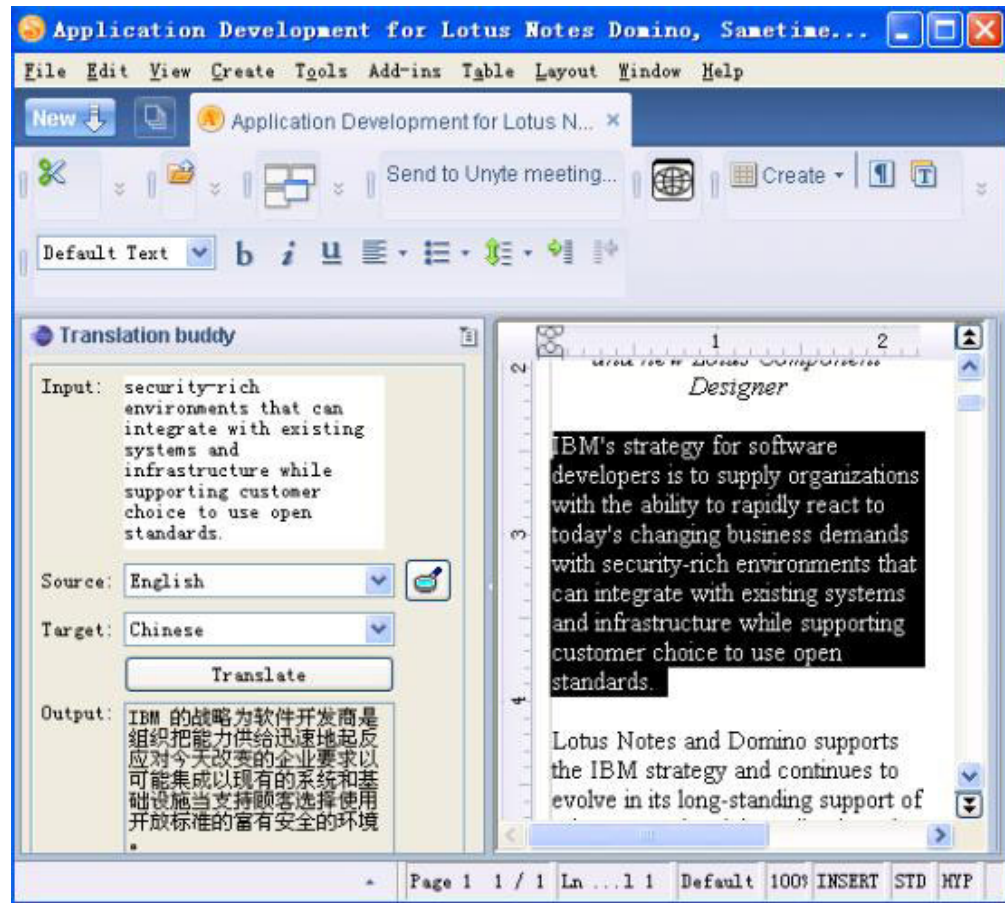 Application Development for Lotus Notes Domino, Sametime...
File Edit View Create Tools Add-ins Table Layout Window Help
New
Application Development for Lotus N...
Send to Unyte meeting...
Create
Default Text b i u
Translation buddy
Input:
security-rich
environments that can
integrate with existing
systems and
infrastructure while
supporting customer
choice to use open
standards.
Source: English
Target: Chinese
Translate
Output:
IBM 的战略为软件开发商是
组织把能力供给迅速地起反
应对今天改变的企业要求以
可能集成以现有的系统和基
础设施当支持顾客选择使用
开放标准的富有安全的环境
。
1 2
2
3
4
and new Lotus Component
Designer
IBM's strategy for software
developers is to supply organizations
with the ability to rapidly react to
today's changing business demands
with security-rich environments that
can integrate with existing systems
and infrastructure while supporting
customer choice to use open
standards.
Lotus Notes and Domino supports
the IBM strategy and continues to
evolve in its long-standing support of
Page 1 1 / 1 Ln ...1 1 Default 100% INSERT STD HYP